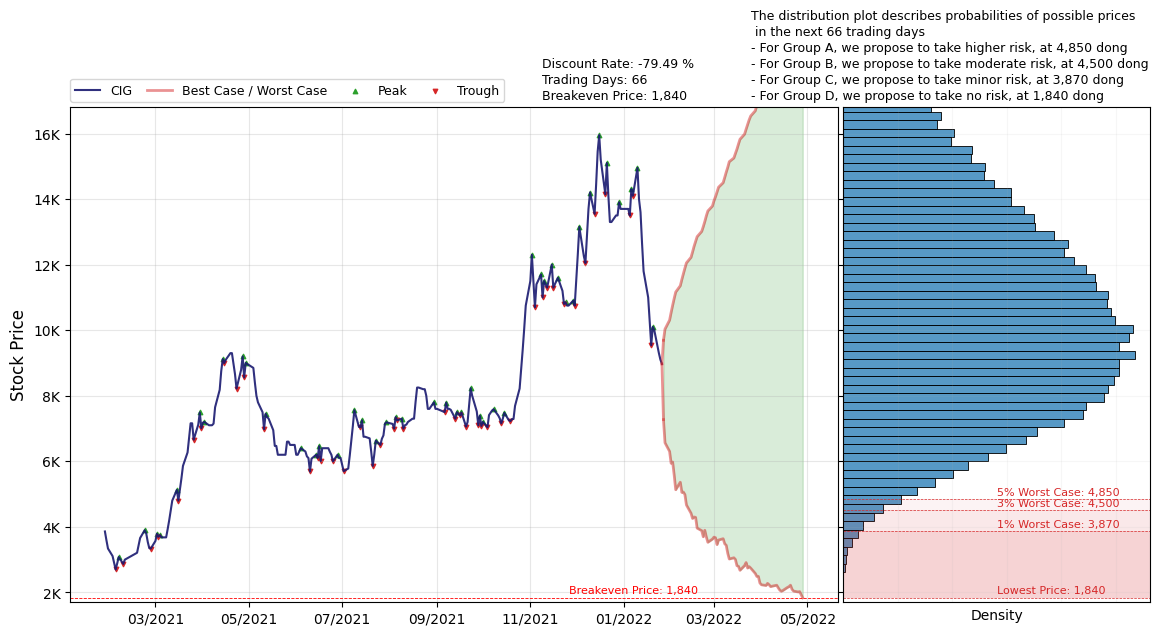 The distribution plot describes probabilities of possible prices
in the next 66 trading days
- For Group A, we propose to take higher risk, at 4,850 dong
- For Group B, we propose to take moderate risk, at 4,500 dong
- For Group C, we propose to take minor risk, at 3,870 dong
- For Group D, we propose to take no risk, at 1,840 dong
Discount Rate: -79.49 %
Trading Days: 66
Breakeven Price: 1,840
CIG Best Case / Worst Case Peak Trough
Stock Price
16K
14K
12K
10K
8K
6K
4K
2K
Breakeven Price: 1,840
03/2021 05/2021 07/2021 09/2021 11/2021 01/2022 03/2022 05/2022
5% Worst Case: 4,850
3% Worst Case: 4,500
1% Worst Case: 3,870
Lowest Price: 1,840
Density